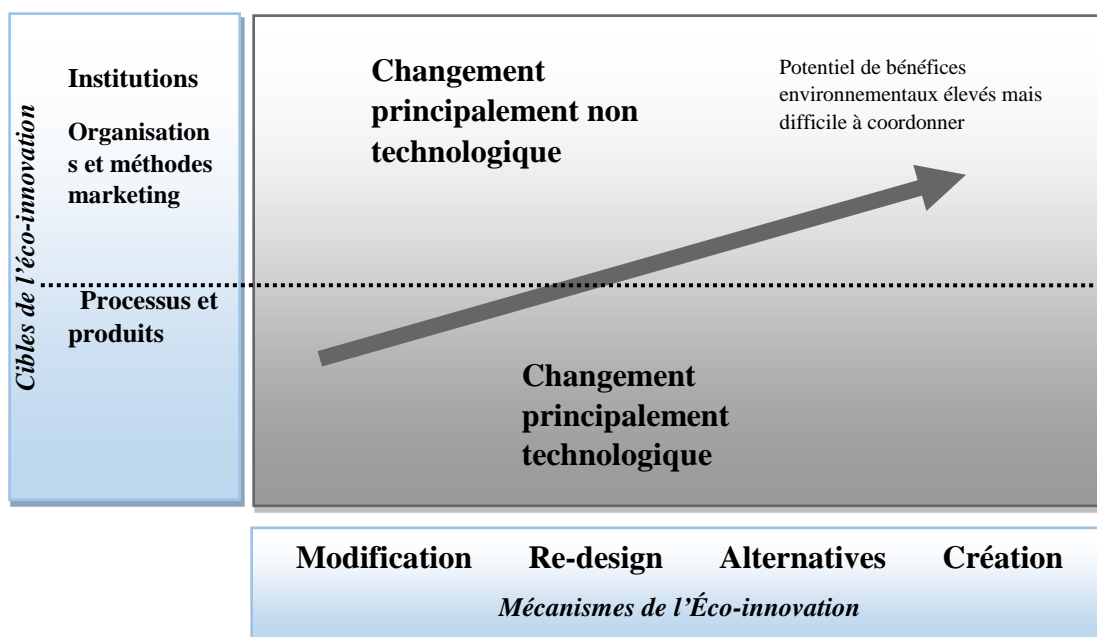 Cibles de l'éco-innovation
Institutions
Organisation
s et méthodes
marketing
Processus et
produits
Changement
principalement non
technologique
Potentiel de bénéfices
environnementaux élevés mais
difficile à coordonner
Changement
principalement
technologique
Modification Re-design Alternatives Création
Mécanismes de l'Éco-innovation